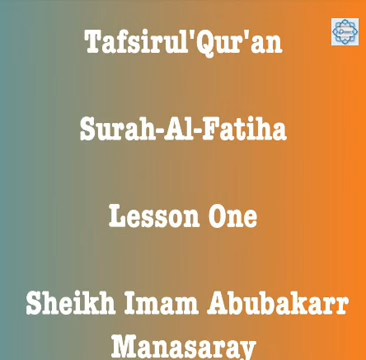 Tafsirul'Qur'an
Surah-Al-Fatiha
Lesson One
Sheikh Imam Abubakarr
Manasaray